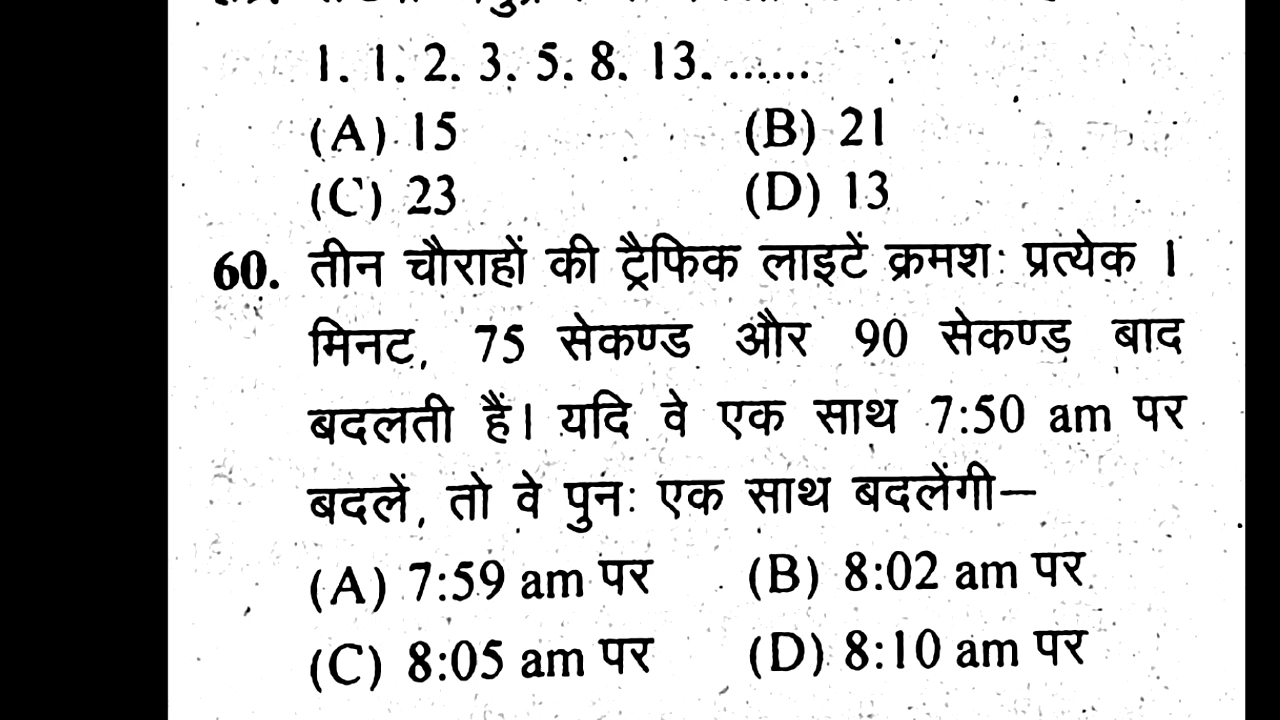 1. 1. 2. 3. 5. 8. 13. ......
(A) 15 (B) 21
(C) 23 (D) 13
60. तीन चौराहों की ट्रैफिक लाइटें क्रमशः प्रत्येक 1
मिनट, 75 सेकण्ड और 90 सेकण्ड बाद
बदलती हैं। यदि वे एक साथ 7:50 am पर
बदलें, तो वे पुनः एक साथ बदलेंगी—
(A) 7:59 am पर (B) 8:02 am पर
(C) 8:05 am पर (D) 8:10 am पर